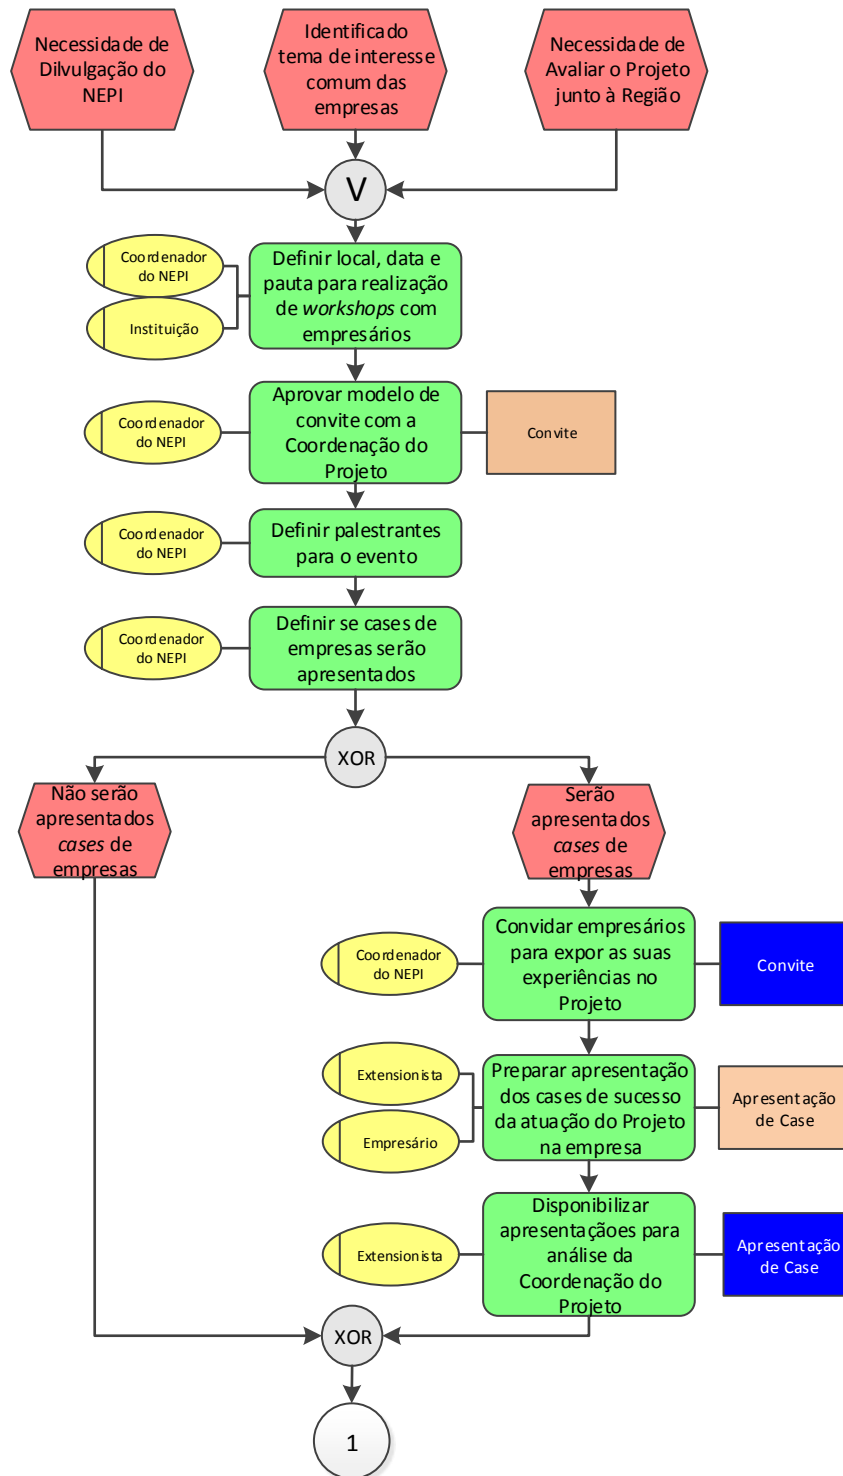 Necessidade de
Dilvulgação do
NEPI
Identificado
tema de interesse
comum das
empresas
Necessidade de
Avaliar o Projeto
junto à Região
V
Coordenador
do NEPI
Instituição
Definir local, data e
pauta para realização
de workshops com
empresários
Coordenador
do NEPI
Aprovar modelo de
convite com a
Coordenação do
Projeto
Convite
Coordenador
do NEPI
Definir palestrantes
para o evento
Coordenador
do NEPI
Definir se cases de
empresas serão
apresentados
XOR
Não serão
apresentados
cases de
empresas
Serão
apresentados
cases de
empresas
Coordenador
do NEPI
Convidar empresários
para expor as suas
experiências no
Projeto
Convite
Extensionista
Empresário
Preparar apresentação
dos cases de sucesso
da atuação do Projeto
na empresa
Apresentação
de Case
Extensionista
Disponibilizar
apresentaçãoes para
análise da
Coordenação do
Projeto
Apresentação
de Case
XOR
1